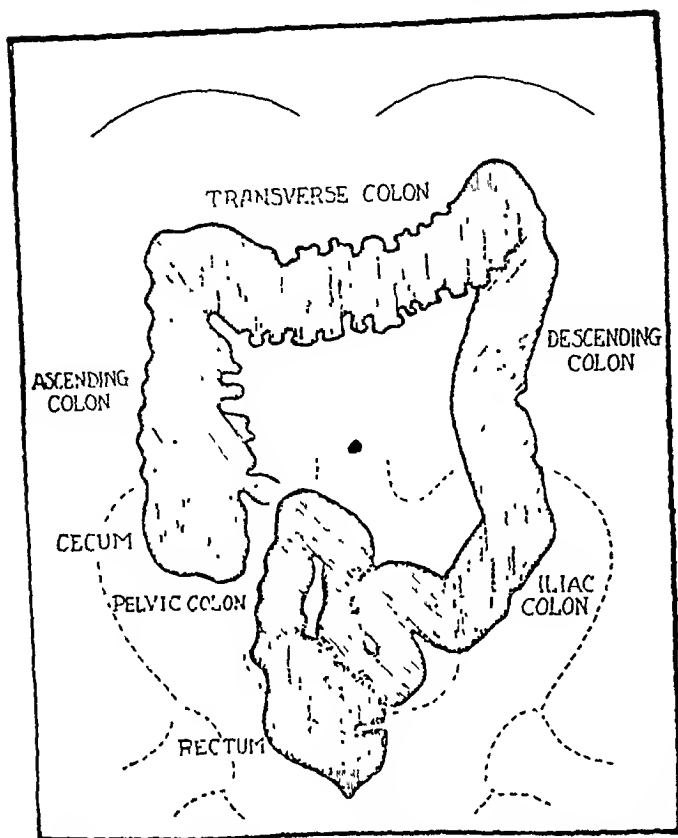 TRANSVERSE COLON
ASCENDING
COLON
DESCENDING
COLON
CECUM
PELVIC COLON
ILIAC
COLON
RECTUM